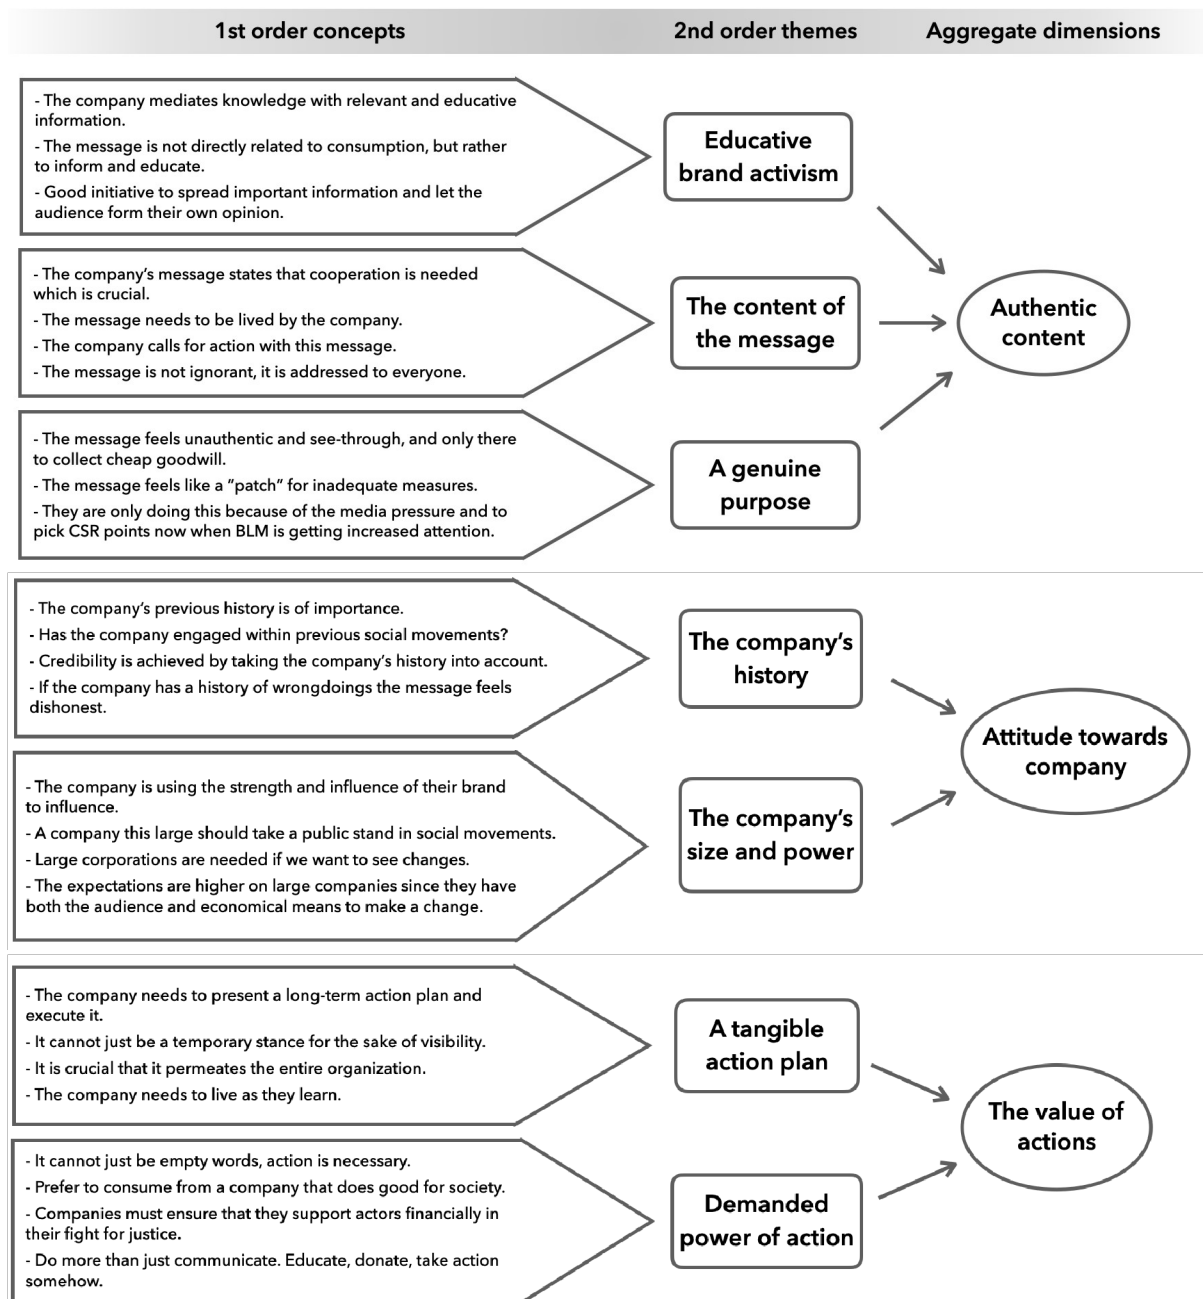 1st order concepts
2nd order themes
Aggregate dimensions
- The company mediates knowledge with relevant and educative
information.
- The message is not directly related to consumption, but rather
to inform and educate.
- Good initiative to spread important information and let the
audience form their own opinion.
Educative
brand activism
- The company's message states that cooperation is needed
which is crucial.
- The message needs to be lived by the company.
- The company calls for action with this message.
- The message is not ignorant, it is addressed to everyone.
The content of
the message
Authentic
content
- The message feels unauthentic and see-through, and only there
to collect cheap goodwill.
- The message feels like a "patch" for inadequate measures.
- They are only doing this because of the media pressure and to
pick CSR points now when BLM is getting increased attention.
A genuine
purpose
- The company's previous history is of importance.
- Has the company engaged within previous social movements?
- Credibility is achieved by taking the company's history into account.
- If the company has a history of wrongdoings the message feels
dishonest.
The company's
history
Attitude towards
company
- The company is using the strength and influence of their brand
to influence.
- A company this large should take a public stand in social movements.
- Large corporations are needed if we want to see changes.
- The expectations are higher on large companies since they have
both the audience and economical means to make a change.
The company's
size and power
- The company needs to present a long-term action plan and
execute it.
- It cannot just be a temporary stance for the sake of visibility.
- It is crucial that it permeates the entire organization.
- The company needs to live as they learn.
A tangible
action plan
The value of
actions
- It cannot just be empty words, action is necessary.
- Prefer to consume from a company that does good for society.
- Companies must ensure that they support actors financially in
their fight for justice.
- Do more than just communicate. Educate, donate, take action
somehow.
Demanded
power of action